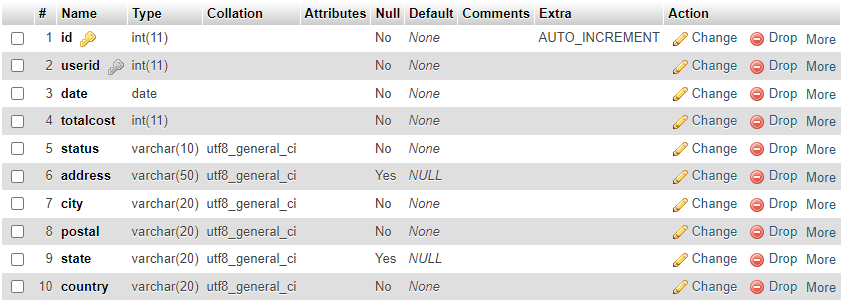 # Name Type Collation Attributes Null Default Comments Extra Action
1 id int(11) No None AUTO_INCREMENT Change Drop More
2 userid int(11) No None Change Drop More
3 date date No None Change Drop More
4 totalcost int(11) No None Change Drop More
5 status varchar(10) utf8_general_ci No None Change Drop More
6 address varchar(50) utf8_general_ci Yes NULL Change Drop More
7 city varchar(20) utf8_general_ci No None Change Drop More
8 postal varchar(20) utf8_general_ci No None Change Drop More
9 state varchar(20) utf8_general_ci Yes NULL Change Drop More
10 country varchar(20) utf8_general_ci No None Change Drop More